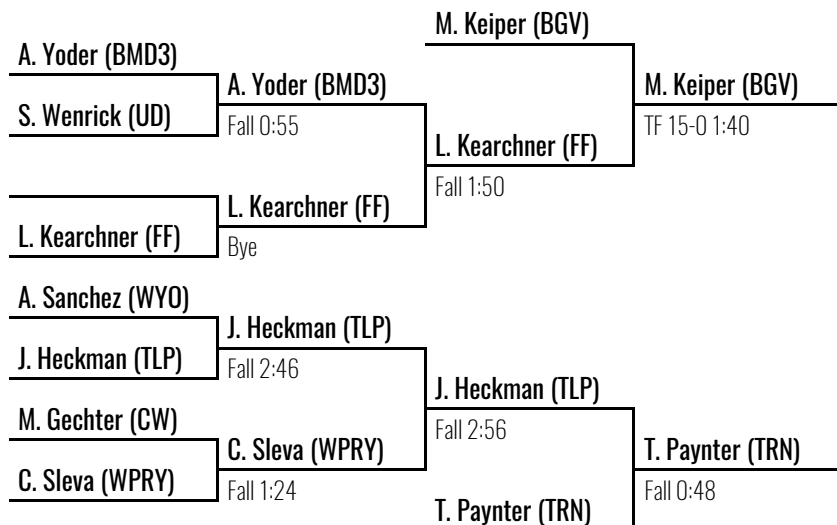 M. Keiper (BGV)
A. Yoder (BMD3)
A. Yoder (BMD3)
M. Keiper (BGV)
S. Wenrick (UD)
Fall 0:55
TF 15-0 1:40
L. Kearchner (FF)
Fall 1:50
L. Kearchner (FF)
L. Kearchner (FF)
Bye
A. Sanchez (WYO)
J. Heckman (TLP)
J. Heckman (TLP)
Fall 2:46
J. Heckman (TLP)
M. Gechter (CW)
Fall 2:56
C. Sleva (WPRY)
T. Paynter (TRN)
C. Sleva (WPRY)
Fall 1:24
Fall 0:48
T. Paynter (TRN)